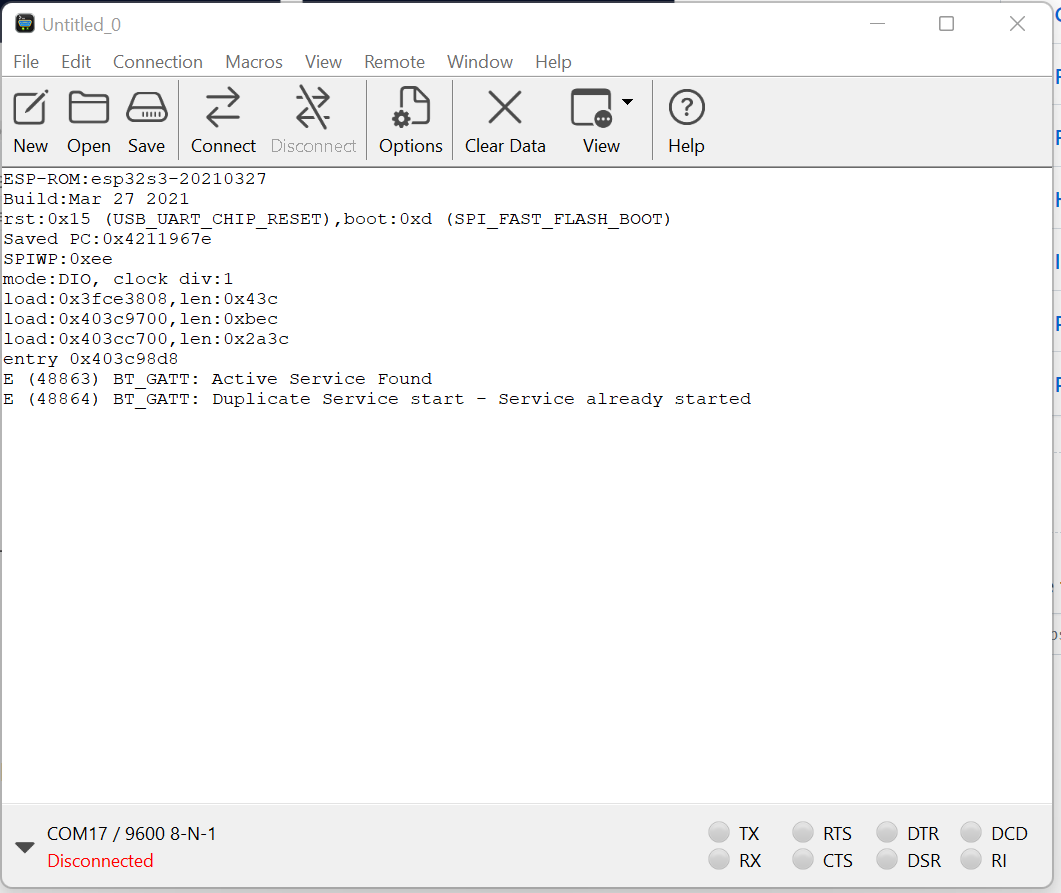 Untitled_0
File Edit Connection Macros View Remote Window Help
New Open Save Connect Disconnect Options Clear Data View Help
ESP-ROM:esp32s3-20210327
Build:Mar 27 2021
rst:0x15 (USB_UART_CHIP_RESET),boot:0xd (SPI_FAST_FLASH_BOOT)
Saved PC:0x4211967e
SPIWP:0xee
mode:DIO, clock div:1
load:0x3fce3808,len:0x43c
load:0x403c9700,len:0xbec
load:0x403cc700,len:0x2a3c
entry 0x403c98d8
E (48863) BT_GATT: Active Service Found
E (48864) BT_GATT: Duplicate Service start - Service already started
COM17 / 9600 8-N-1
Disconnected
TX RTS DTR DCD
RX CTS DSR RI